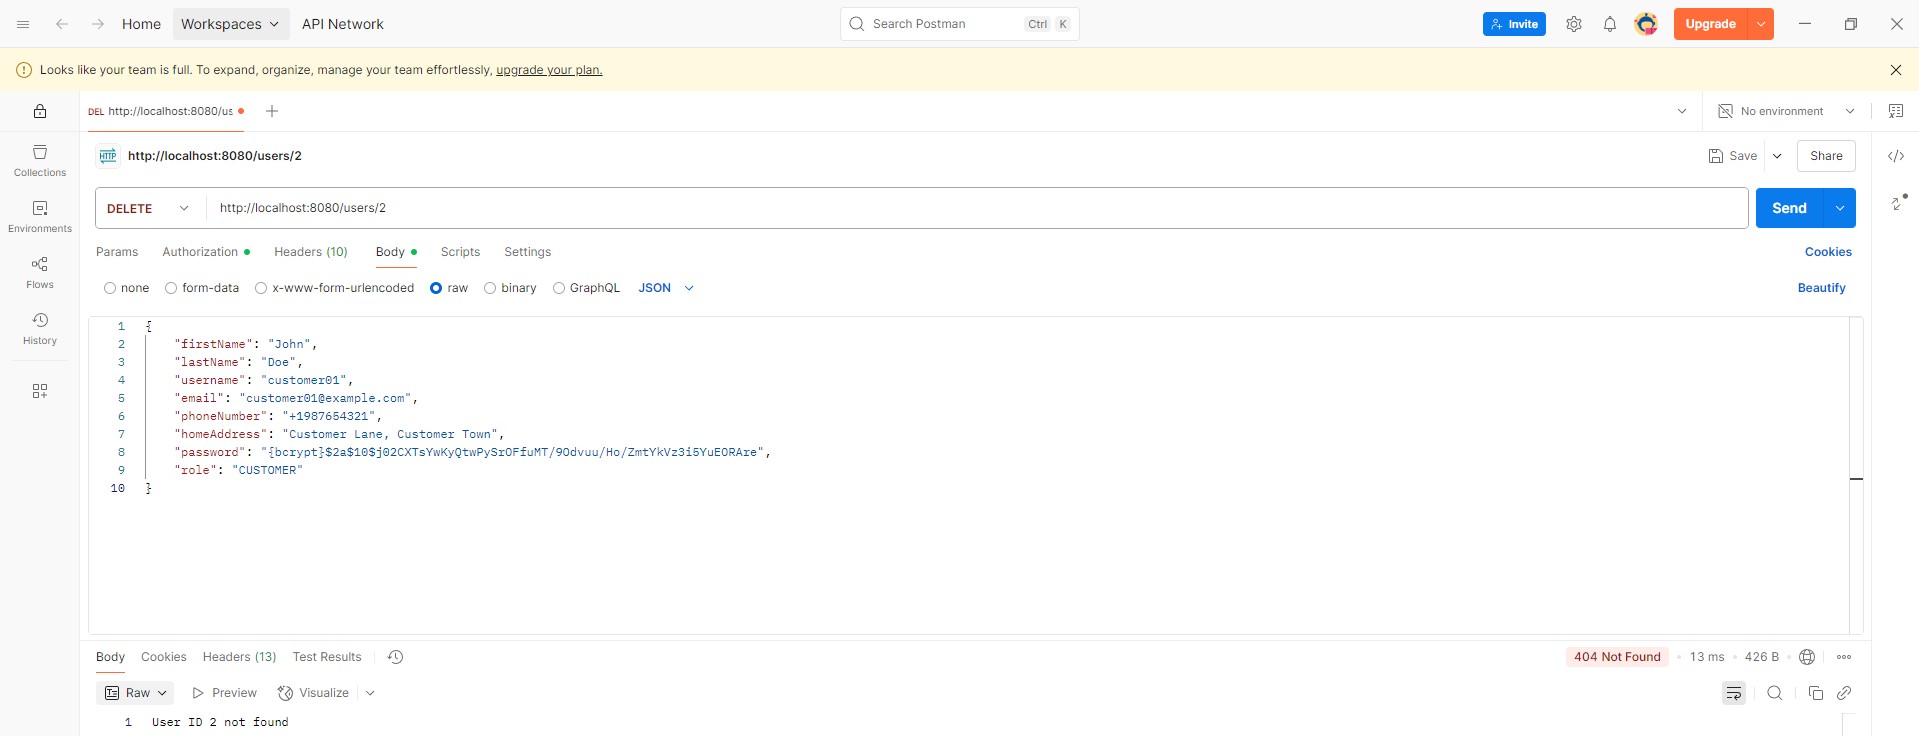 Home Workspaces API Network Search Postman Ctrl K Invite Upgrade
Looks like your team is full. To expand, organize, manage your team effortlessly, upgrade your plan.
DEL http://localhost:8080/us No environment
HTTP http://localhost:8080/users/2 Save Share
Collections
DELETE http://localhost:8080/users/2 Send
Environments
Params Authorization Headers (10) Body Scripts Settings Cookies
Flows
none form-data x-www-form-urlencoded raw binary GraphQL JSON Beautify
History
1 {
2 "firstName": "John",
3 "lastName": "Doe",
4 "username": "customer01",
5 "email": "customer01@example.com",
6 "phoneNumber": "+1987654321",
7 "homeAddress": "Customer Lane, Customer Town",
8 "password": "{bcrypt}$2a$10$j02CXTsYwKyQtwPySrOFfuMT/9Odvuu/Ho/ZmtYkVz3i5YuEORAre",
9 "role": "CUSTOMER"
10 }
Body Cookies Headers (13) Test Results 404 Not Found 13 ms 426 B
Raw Preview Visualize
1 User ID 2 not found